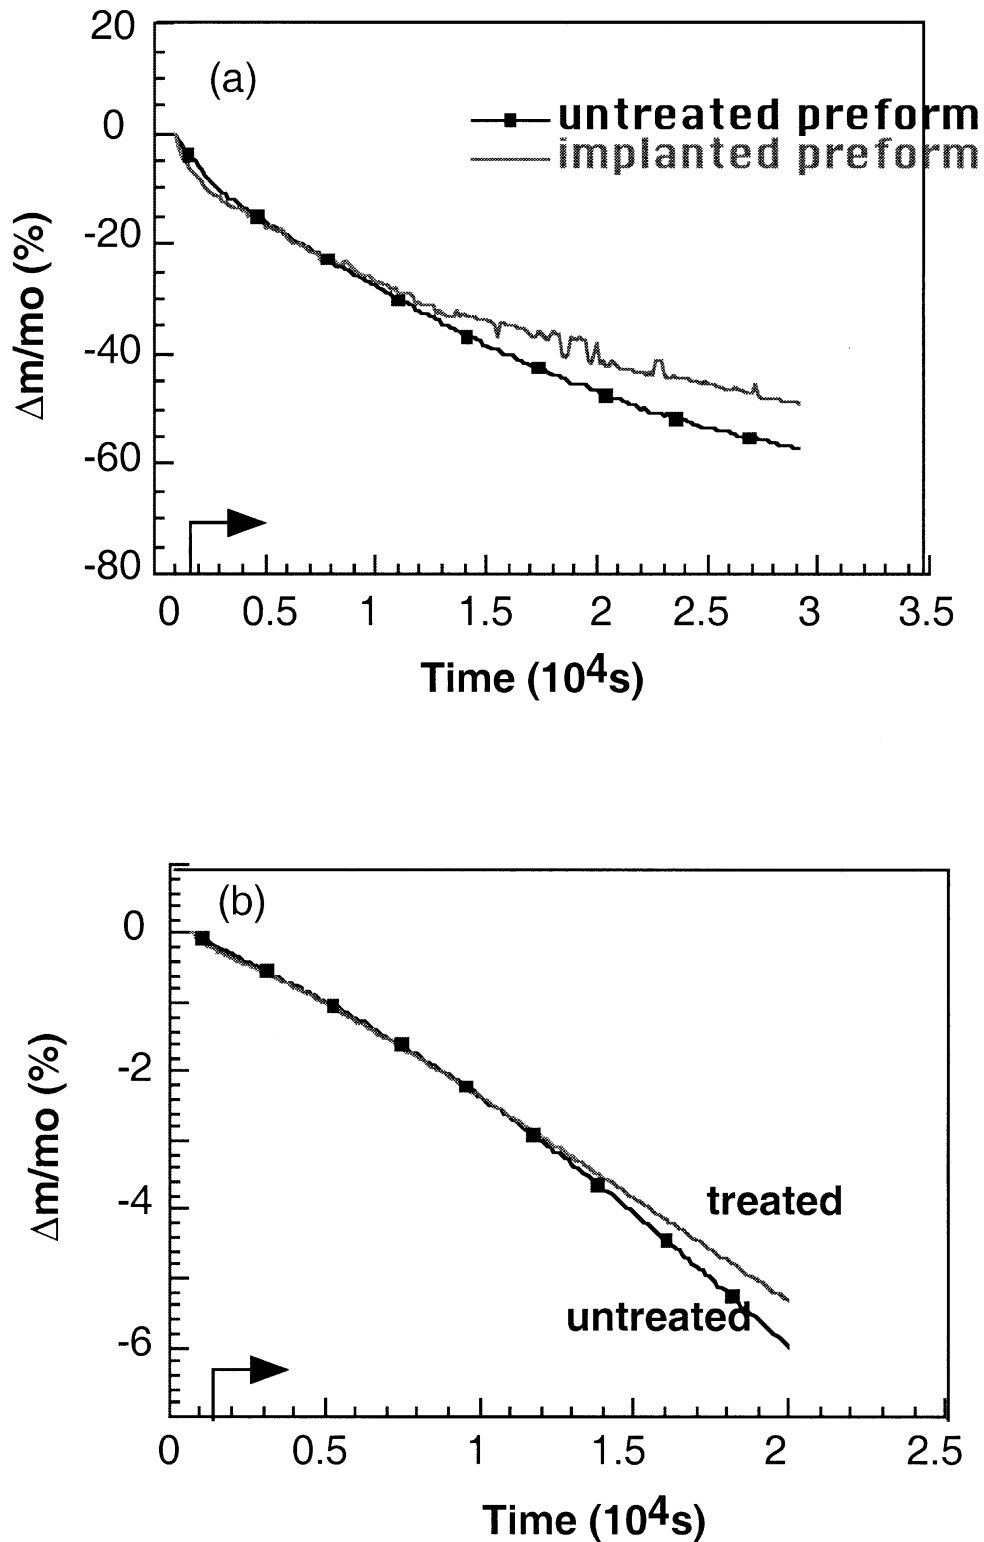 20
(a)
0
untreated preform
implanted preform
-20
Δm/mo (%)
-40
-60
-80
0 0.5 1 1.5 2 2.5 3 3.5
Time (10⁴s)
(b)
0
-2
Δm/mo (%)
-4
treated
untreated
-6
0 0.5 1 1.5 2 2.5
Time (10⁴s)